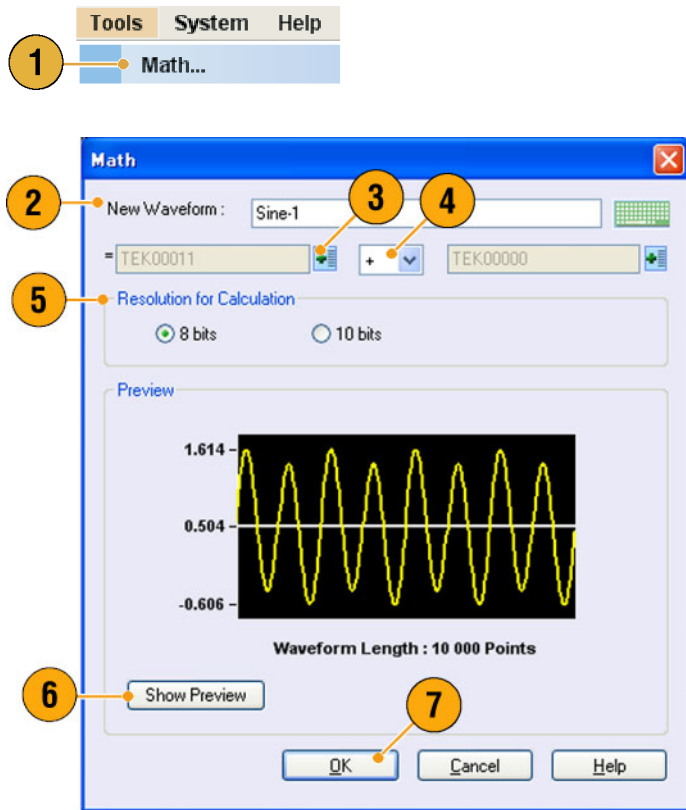 Tools System Help
1 Math...
Math
2 New Waveform : Sine-1 3 4
= TEK00011 + TEK00000
5 Resolution for Calculation
8 bits 10 bits
Preview
1.614
0.504
-0.606
Waveform Length : 10 000 Points
6 Show Preview 7
OK Cancel Help